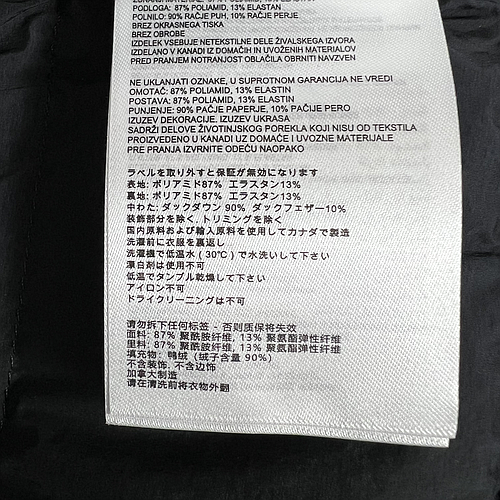 PODLOGA: 87% POLIAMID, 13% ELASTIN
POLNILO: 90% RAČJE PUH, 10% RAČJE PERJE
BREZ OKRASNEGA TISKA
BREZ OBROBE
IZDELEK VSEBUJE NETEKSTILNE DELE ŽIVALSKEGA IZVORA
IZDELANO V KANADI IZ DOMAČIH IN UVOŽENIH MATERIALOV
PRED PRANJEM NOTRANJOST OBLAČILA OBRNITI NAVZVEN
NE UKLANJATI OZNAKE, U SUPROTNOM GARANCIJA NE VREDI
OMOTAČ: 87% POLIAMID, 13% ELASTIN
POSTAVA: 87% POLIAMID, 13% ELASTIN
PUNJENJE: 90% PAČJE PAPERJE, 10% PAČJE PERO
IZUZEV DEKORACIJE, IZUZEV UKRASA
SADRŽI DELOVE ŽIVOTINJSKOG POREKLA KOJI NISU OD TEKSTILA
PROIZVEDENO U KANADI UZ DOMAĆE I UVOZNE MATERIJALE
PRE PRANJA IZVRNITE ODEĆU NAOPAKO
ラベルを取り外すと保証が無効になります
表地: ポリアミド87% エラスタン13%
裏地: ポリアミド87% エラスタン13%
中わた: ダックダウン 90% ダックフェザー10%
装飾部分を除く, トリミングを除く
国内原料および輸入原料を使用してカナダで製造
洗濯前に衣服を裏返し
洗濯機で低温水 (30℃) で水洗いして下さい
漂白剤は使用不可
低温でタンブル乾燥して下さい
アイロン不可
ドライクリーニングは不可
请勿拆下任何标签 - 否则质保将失效
面料: 87% 聚酰胺纤维, 13% 聚氨酯弹性纤维
里料: 87% 聚酰胺纤维, 13% 聚氨酯弹性纤维
填充物: 鸭绒 (绒子含量 90%)
不含装饰, 不含边饰
加拿大制造
请在清洗前将衣物外翻